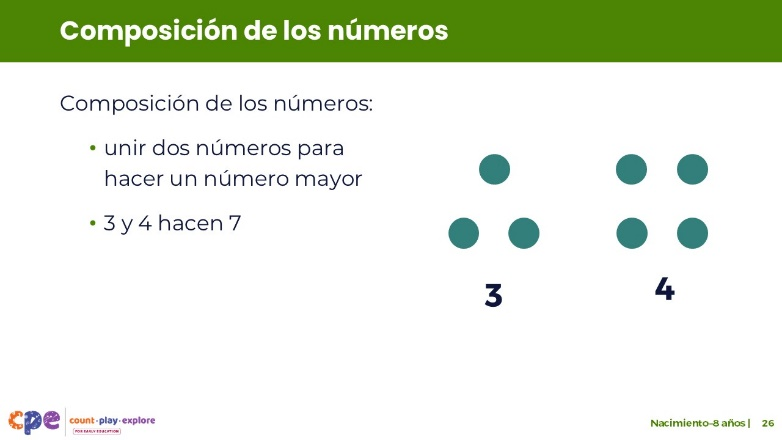 Composición de los números
Composición de los números:
• unir dos números para
hacer un número mayor
• 3 y 4 hacen 7
3
4
cpe
count·play·explore
FOR EARLY EDUCATION
Nacimiento–8 años | 26